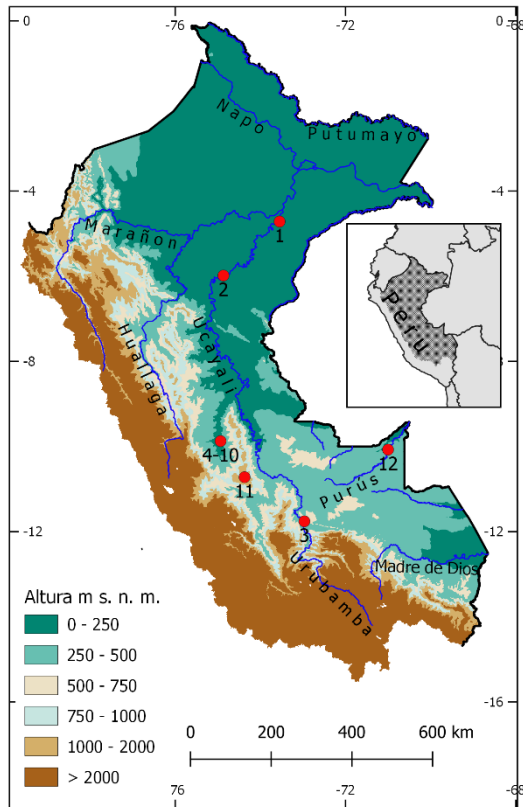 -0
-76
-72
-0
-68
Napo
Putumayo
-4
-4
1
Marañon
2
Peru
Huallaga
Ucayali
-8
-8
4-10
12
11
Purus
3
-12
-12
Madre de Dios
Urubamba
Altura m s. n. m.
0 - 250
250 - 500
500 - 750
750 - 1000
1000 - 2000
> 2000
-16
-16
0 200 400 600 km
-76
-72
-68